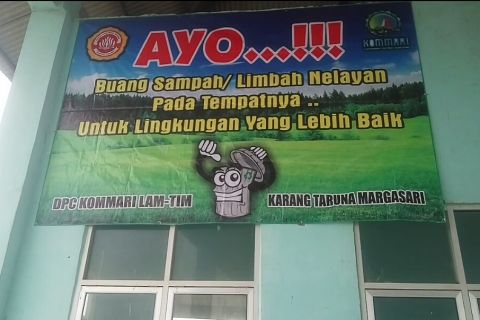 AYO...!!!
KOMMARI
Buang Sampah/ Limbah Nelayan
Pada Tempatnya ..
Untuk Lingkungan Yang Lebih Baik
DPC KOMMARI LAM-TIM
KARANG TARUNA MARGASARI